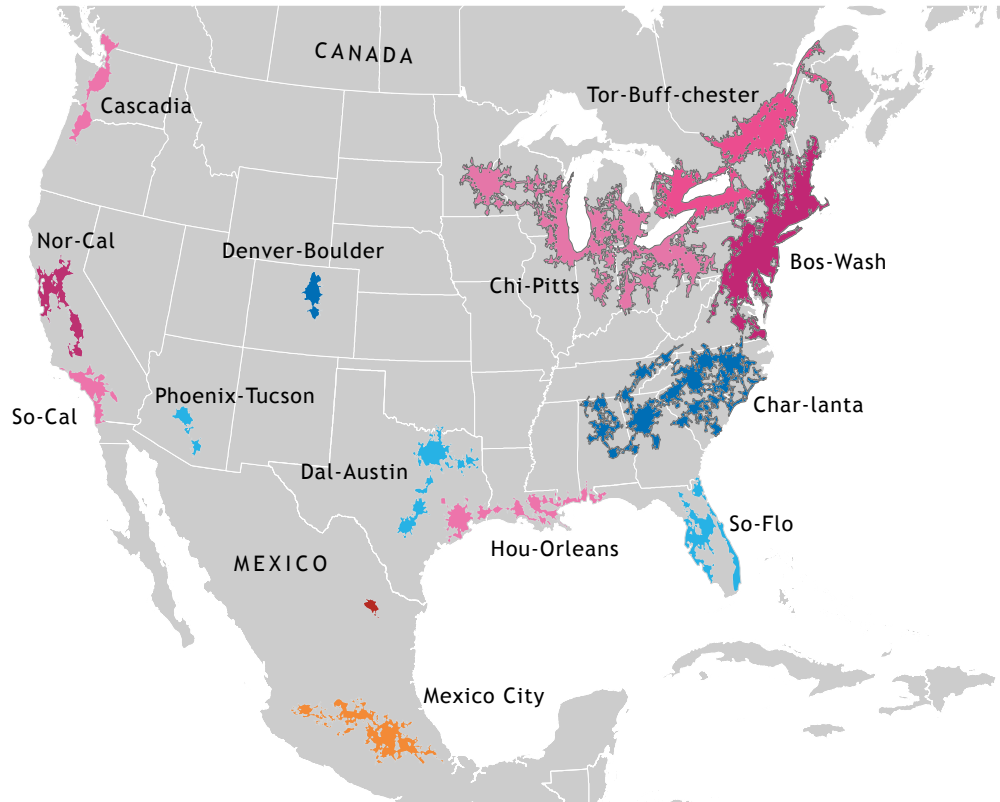 CANADA
Tor-Buff-chester
Cascadia
Nor-Cal
Denver-Boulder
Bos-Wash
Chi-Pitts
Phoenix-Tucson
Char-lanta
So-Cal
Dal-Austin
So-Flo
Hou-Orleans
MEXICO
Mexico City